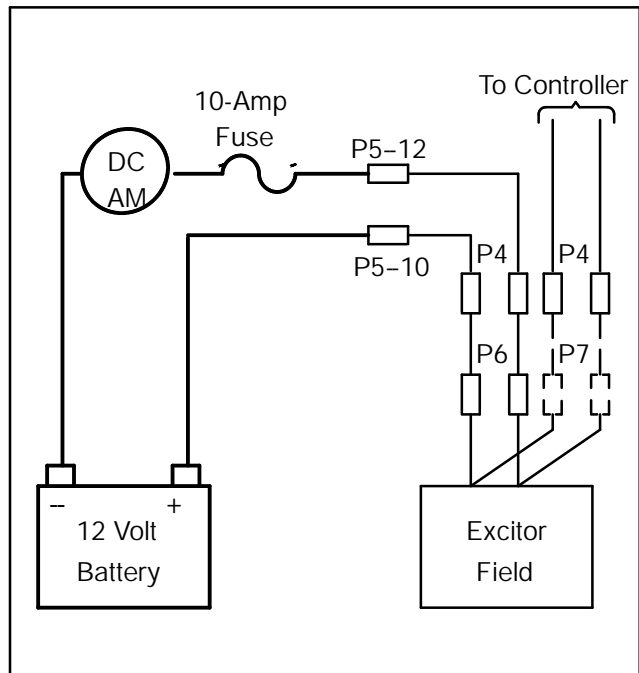 To Controller
10-Amp
Fuse
DC
AM
P5–12
P5–10
P4
P4
P6
P7
-- +
12 Volt
Battery
Excitor
Field